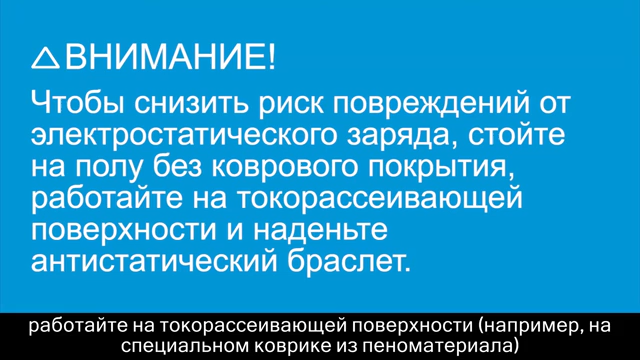 ⚠ВНИМАНИЕ!
Чтобы снизить риск повреждений от
электростатического заряда, стойте
на полу без коврового покрытия,
работайте на токорассеивающей
поверхности и наденьте
антистатический браслет.
работайте на токорассеивающей поверхности (например, на
специальном коврике из пеноматериала)